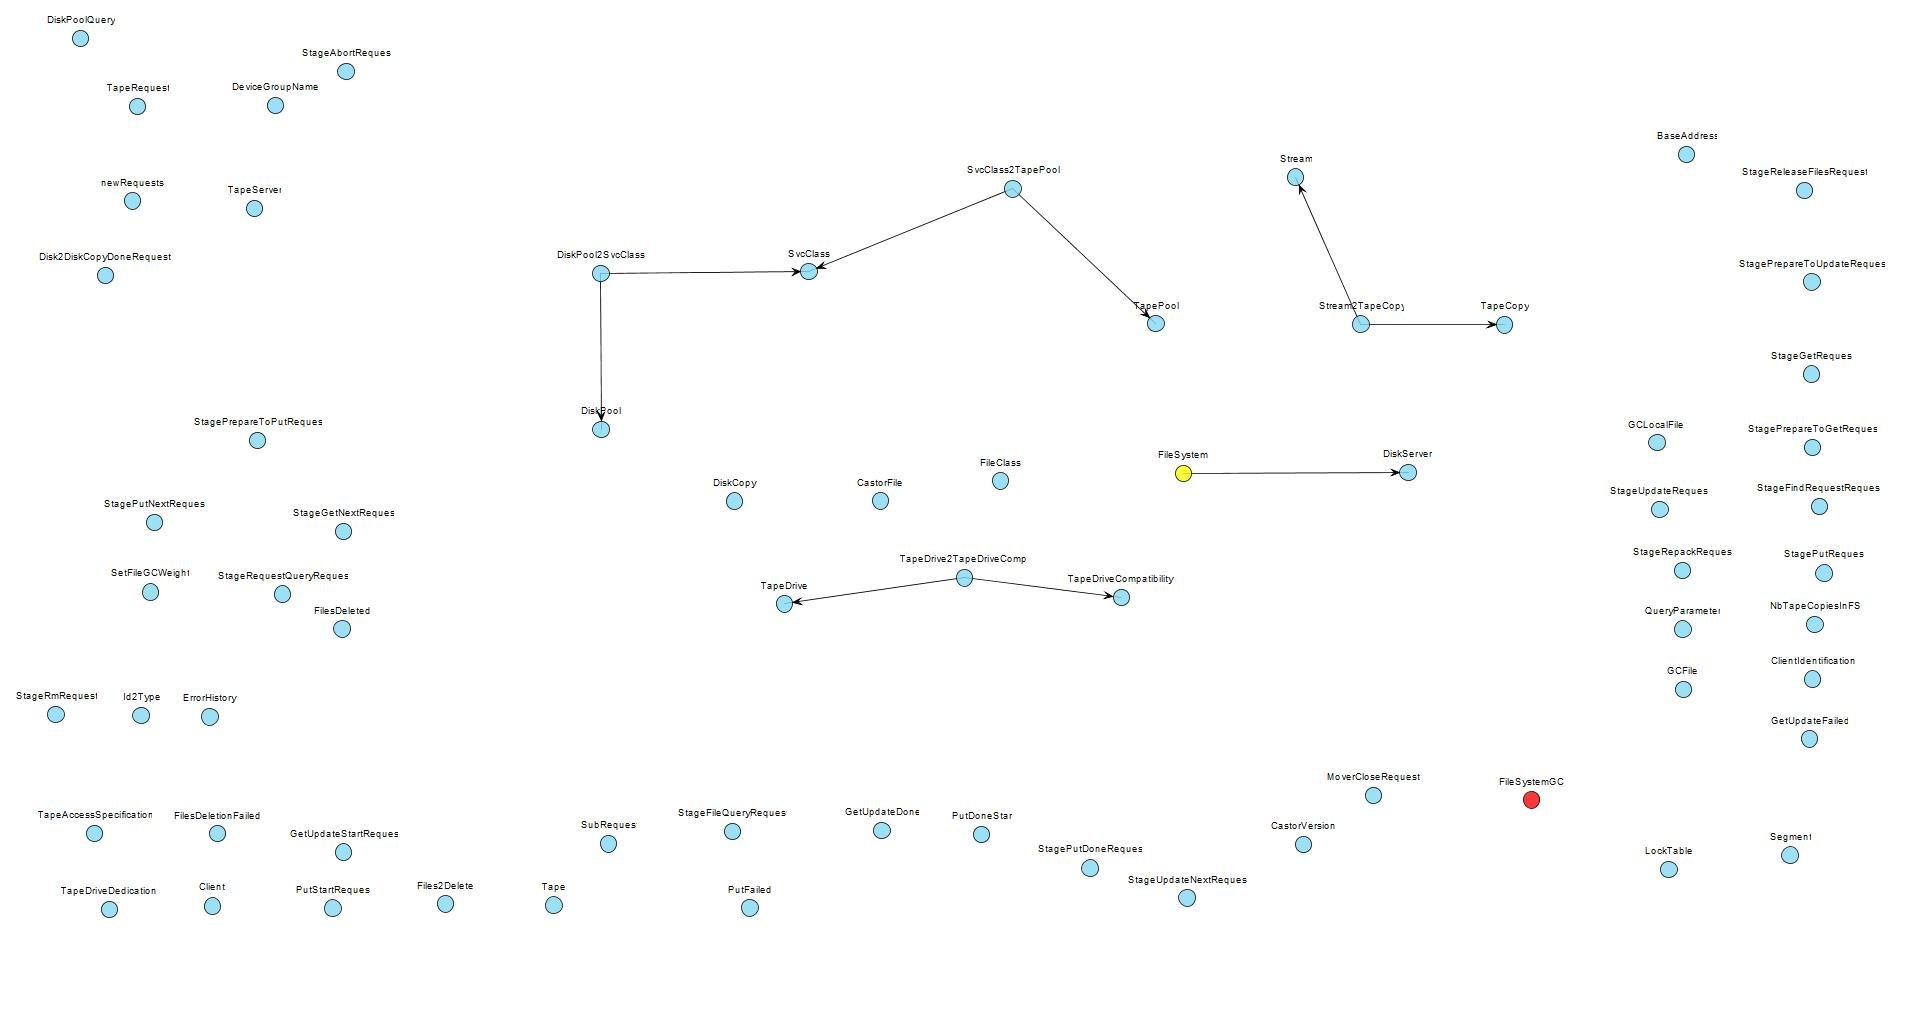 DiskPoolQuery
StageAbortReques
TapeRequest
DeviceGroupName
BaseAddress
Stream
SvcClass2TapePool
StageReleaseFilesRequest
newRequests
TapeServer
DiskPool2SvcClass
SvcClass
Disk2DiskCopyDoneRequest
StagePrepareToUpdateReques
TapePool
Stream2TapeCopy
TapeCopy
StageGetReques
DiskPool
StagePrepareToPutReques
GCLocalFile
StagePrepareToGetReques
FileSystem
DiskServer
FileClass
DiskCopy
CastorFile
StageUpdateReques
StageFindRequestReques
StagePutNextReques
StageGetNextReques
StageRepackReques
StagePutReques
TapeDrive2TapeDriveComp
SetFileGCWeight
StageRequestQueryReques
TapeDrive
TapeDriveCompatibility
FilesDeleted
QueryParameter
NbTapeCopiesInFS
GCFile
ClientIdentification
StageRmRequest
Id2Type
ErrorHistory
GetUpdateFailed
MoverCloseRequest
FileSystemGC
TapeAccessSpecification
FilesDeletionFailed
StageFileQueryReques
GetUpdateDone
PutDoneStar
GetUpdateStartReques
SubReques
CastorVersion
Segment
StagePutDoneReques
LockTable
TapeDriveDedication
Client
PutStartReques
Files2Delete
Tape
PutFailed
StageUpdateNextReques